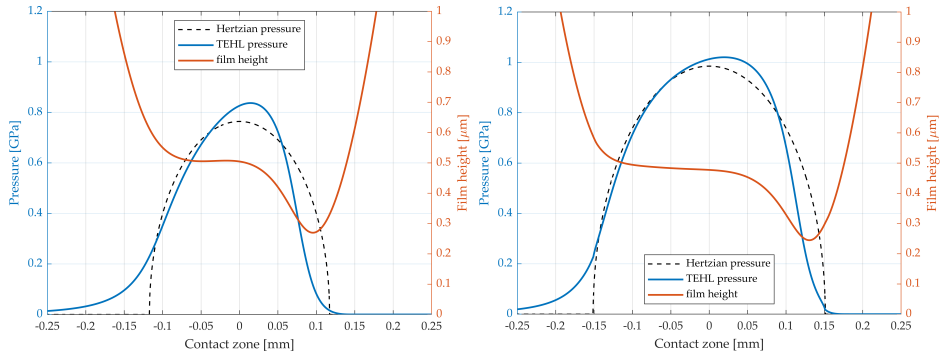 1.2
1
0.8
0.6
0.4
0.2
0
Pressure [GPa]
Hertzian pressure
TEHL pressure
film height
1
0.9
0.8
0.7
0.6
0.5
0.4
0.3
0.2
0.1
0
Film height [μm]
-0.25 -0.2 -0.15 -0.1 -0.05 0 0.05 0.1 0.15 0.2 0.25
Contact zone [mm]
1.2
1
0.8
0.6
0.4
0.2
0
Pressure [GPa]
Hertzian pressure
TEHL pressure
film height
1
0.9
0.8
0.7
0.6
0.5
0.4
0.3
0.2
0.1
0
Film height [μm]
-0.25 -0.2 -0.15 -0.1 -0.05 0 0.05 0.1 0.15 0.2 0.25
Contact zone [mm]